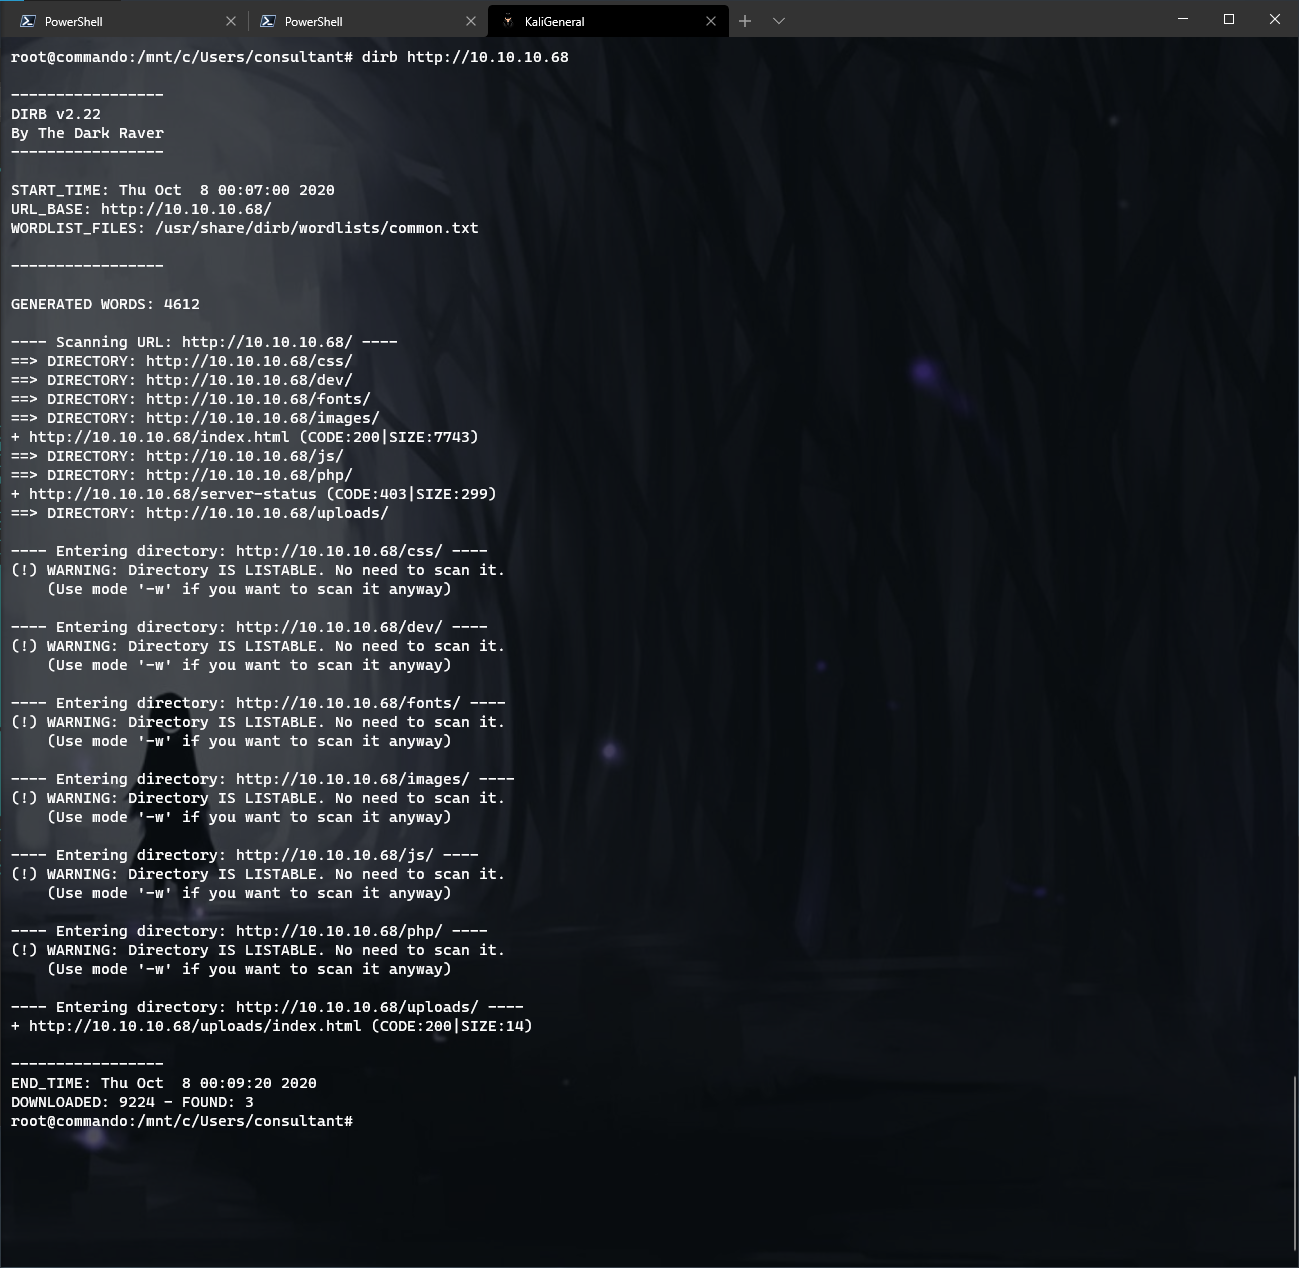 PowerShell
PowerShell
KaliGeneral
root@commando:/mnt/c/Users/consultant# dirb http://10.10.10.68
-----------------
DIRB v2.22
By The Dark Raver
-----------------
START_TIME: Thu Oct  8 00:07:00 2020
URL_BASE: http://10.10.10.68/
WORDLIST_FILES: /usr/share/dirb/wordlists/common.txt
-----------------
GENERATED WORDS: 4612
---- Scanning URL: http://10.10.10.68/ ----
==> DIRECTORY: http://10.10.10.68/css/
==> DIRECTORY: http://10.10.10.68/dev/
==> DIRECTORY: http://10.10.10.68/fonts/
==> DIRECTORY: http://10.10.10.68/images/
+ http://10.10.10.68/index.html (CODE:200|SIZE:7743)
==> DIRECTORY: http://10.10.10.68/js/
==> DIRECTORY: http://10.10.10.68/php/
+ http://10.10.10.68/server-status (CODE:403|SIZE:299)
==> DIRECTORY: http://10.10.10.68/uploads/
---- Entering directory: http://10.10.10.68/css/ ----
(!) WARNING: Directory IS LISTABLE. No need to scan it.
    (Use mode '-w' if you want to scan it anyway)
---- Entering directory: http://10.10.10.68/dev/ ----
(!) WARNING: Directory IS LISTABLE. No need to scan it.
    (Use mode '-w' if you want to scan it anyway)
---- Entering directory: http://10.10.10.68/fonts/ ----
(!) WARNING: Directory IS LISTABLE. No need to scan it.
    (Use mode '-w' if you want to scan it anyway)
---- Entering directory: http://10.10.10.68/images/ ----
(!) WARNING: Directory IS LISTABLE. No need to scan it.
    (Use mode '-w' if you want to scan it anyway)
---- Entering directory: http://10.10.10.68/js/ ----
(!) WARNING: Directory IS LISTABLE. No need to scan it.
    (Use mode '-w' if you want to scan it anyway)
---- Entering directory: http://10.10.10.68/php/ ----
(!) WARNING: Directory IS LISTABLE. No need to scan it.
    (Use mode '-w' if you want to scan it anyway)
---- Entering directory: http://10.10.10.68/uploads/ ----
+ http://10.10.10.68/uploads/index.html (CODE:200|SIZE:14)
-----------------
END_TIME: Thu Oct  8 00:09:20 2020
DOWNLOADED: 9224 - FOUND: 3
root@commando:/mnt/c/Users/consultant#